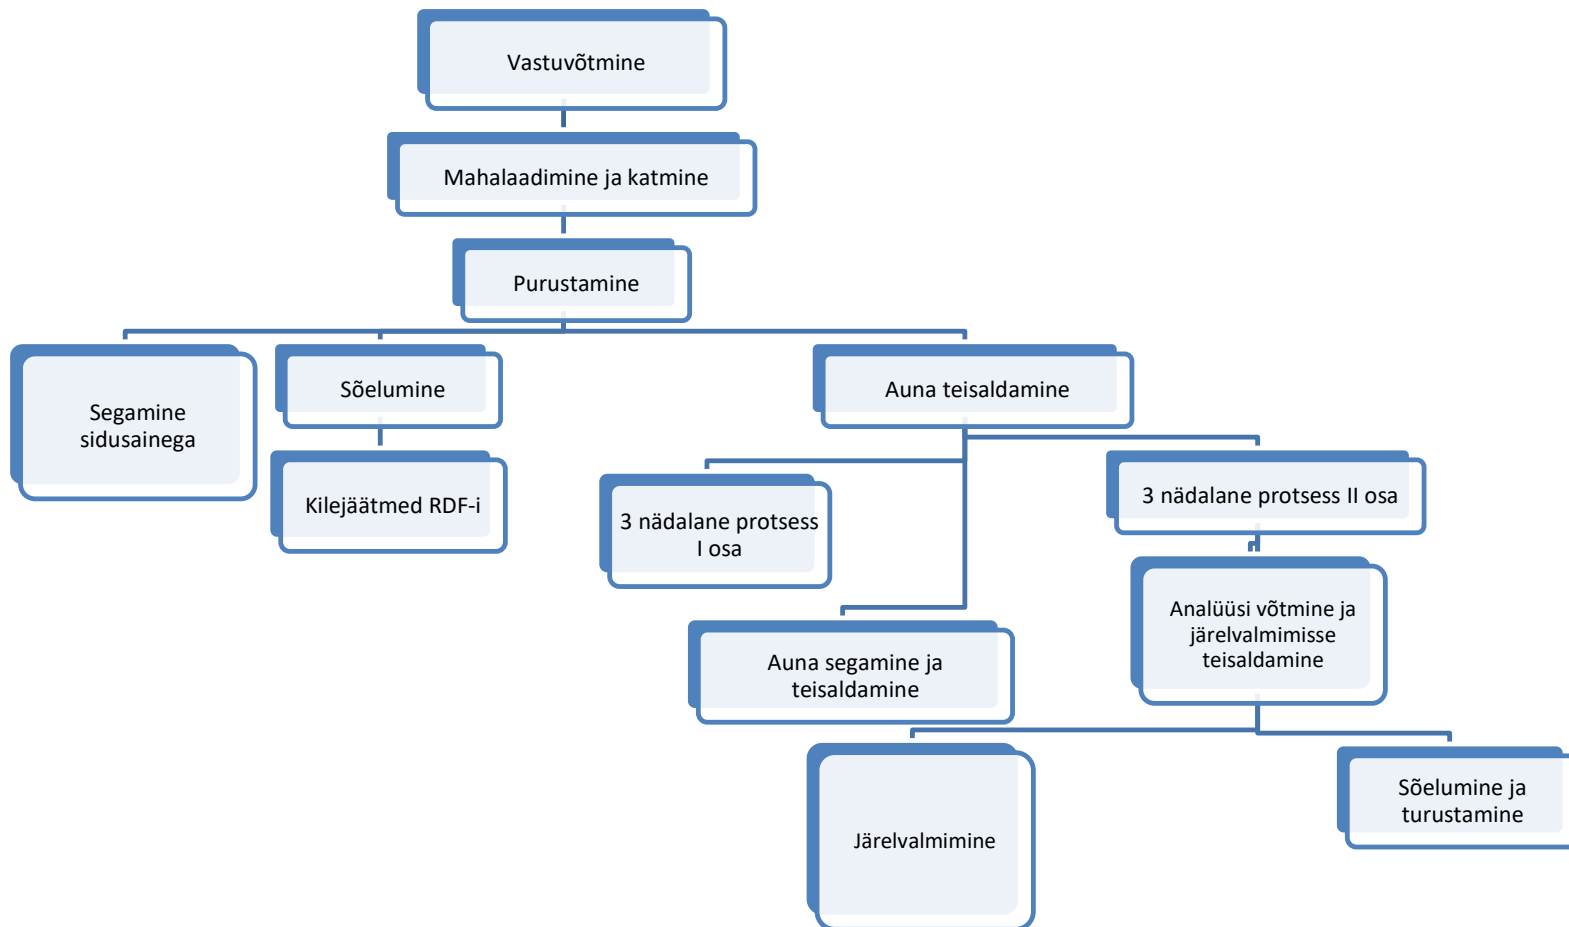 Vastuvõtmine
Mahalaadimine ja katmine
Purustamine
Segamine
sidusainega
Sõelumine
Kilejäätmed RDF-i
Auna teisaldamine
3 nädalane protsess
I osa
Auna segamine ja
teisaldamine
3 nädalane protsess II osa
Analüüsi võtmine ja
järelvalmimisse
teisaldamine
Järelvalmimine
Sõelumine ja
turustamine